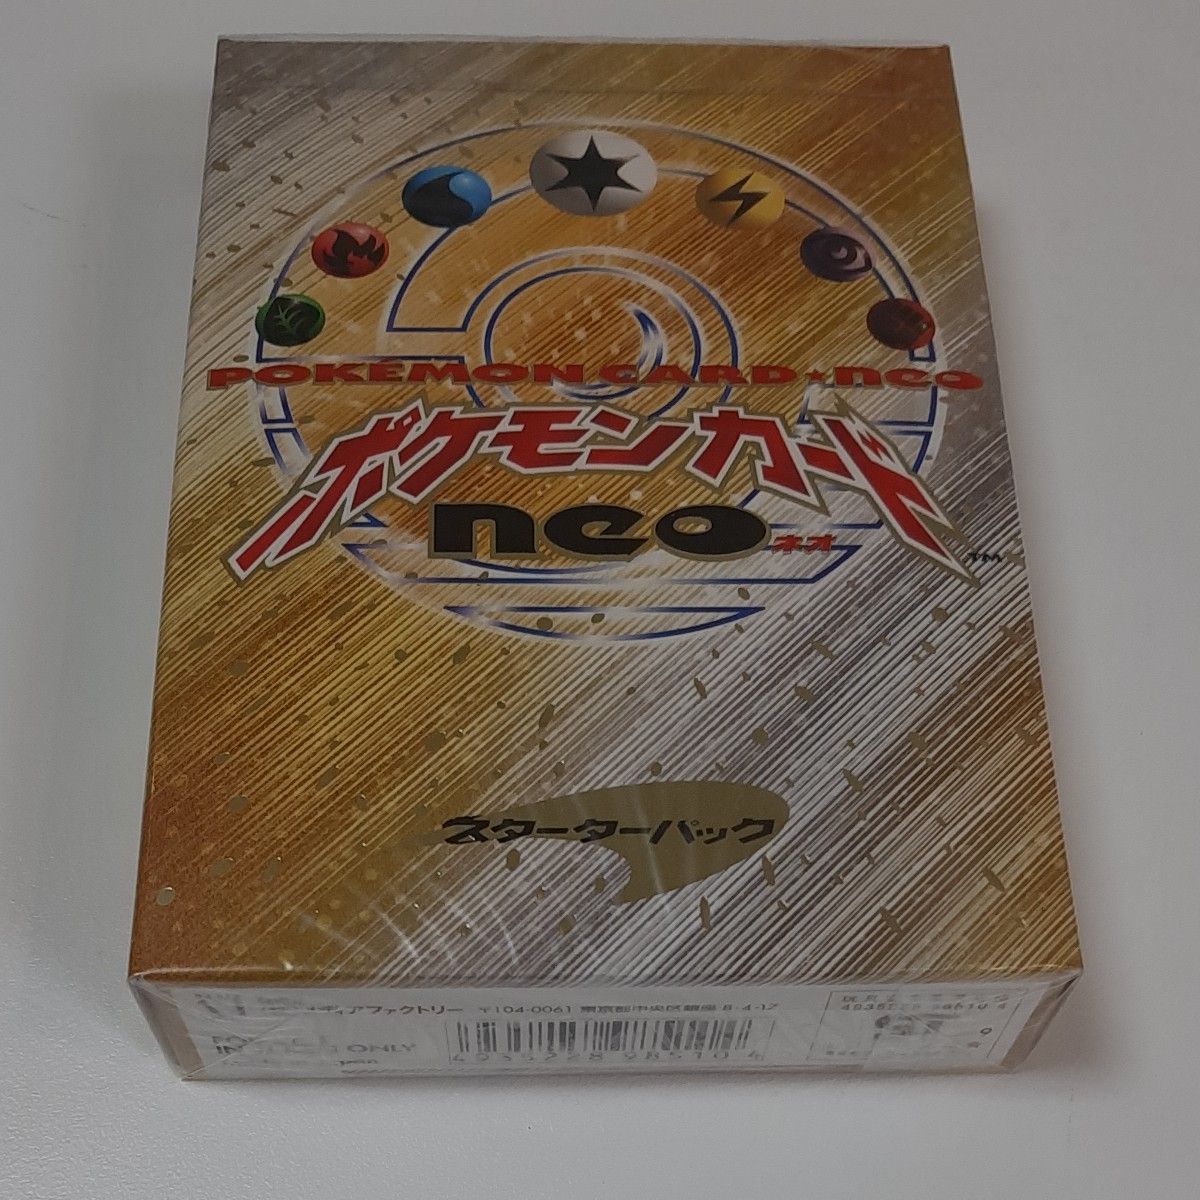 POKÉMON CARD★neo
ポケモンカード
neo ネオ
TM
スターターパック
メディアファクトリー 〒104-0061 東京都中央区銀座 8-4-17
ONLY